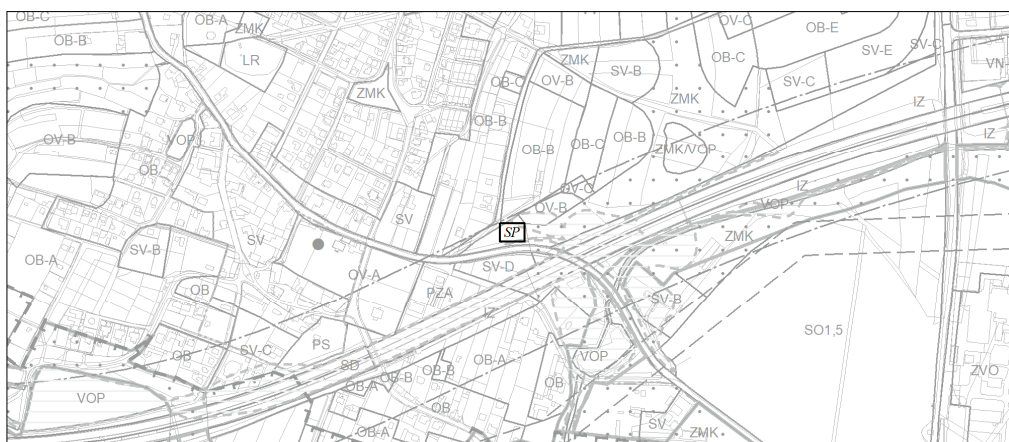 OB-C
OB-A
ZMK
OV-C
OB-E
OB-B
LR
ZMK
SV-B
OB-C
SV-E
SV-C
VN
ZMK
OB-C
OV-B
SV-C
ZMK
IZ
OB-B
OV-B
VOP
OB-B
OB-C
OB-B
ZMK/VOP
IZ
OB
OV-C
IZ
OV-B
VOP
SV
SP
ZMK
SV-B
SV
OB-A
SV-D
OV-A
PZA
SV-B
OB
IZ
SO1,5
PS
SV-C
OB
SD
OB-A
VOP
OB-B
OB-B
OB
ZVO
VOP
OB-A
OB
SV
OB-A
ZMK